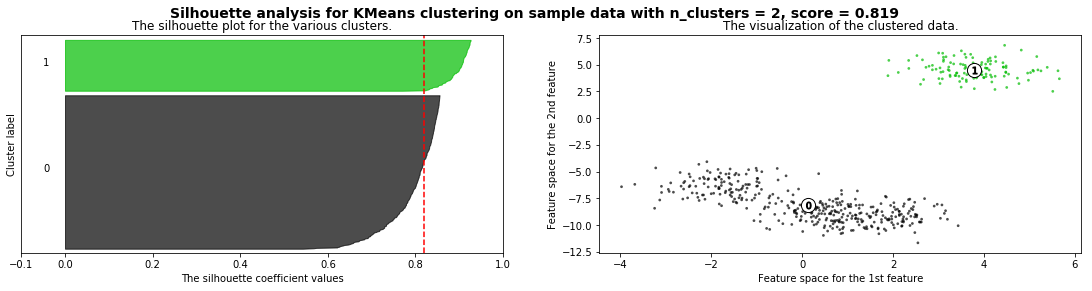 Silhouette analysis for KMeans clustering on sample data with n_clusters = 2, score = 0.819
The silhouette plot for the various clusters.
Cluster label
1
0
−0.1 0.0 0.2 0.4 0.6 0.8 1.0
The silhouette coefficient values
The visualization of the clustered data.
Feature space for the 2nd feature
7.5
5.0
2.5
0.0
−2.5
−5.0
−7.5
−10.0
−12.5
1
0
−4 −2 0 2 4 6
Feature space for the 1st feature